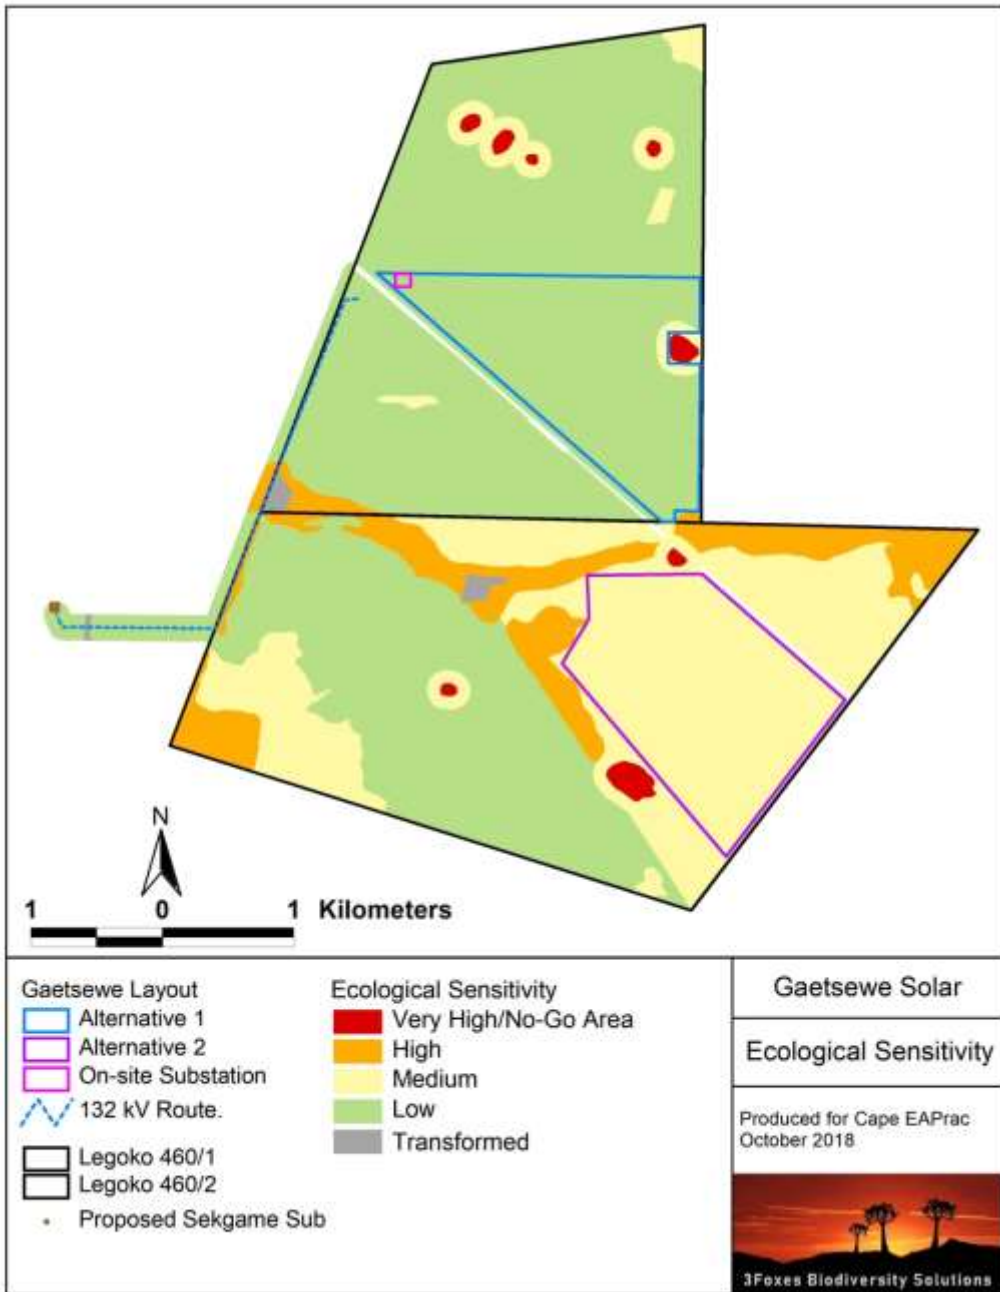 N
1 0 1 Kilometers
Gaetsewe Layout
Alternative 1
Alternative 2
On-site Substation
132 kV Route.
Legoko 460/1
Legoko 460/2
Proposed Sekgame Sub
Ecological Sensitivity
Very High/No-Go Area
High
Medium
Low
Transformed
Gaetsewe Solar
Ecological Sensitivity
Produced for Cape EAPrac
October 2018
3Foxes Biodiversity Solutions